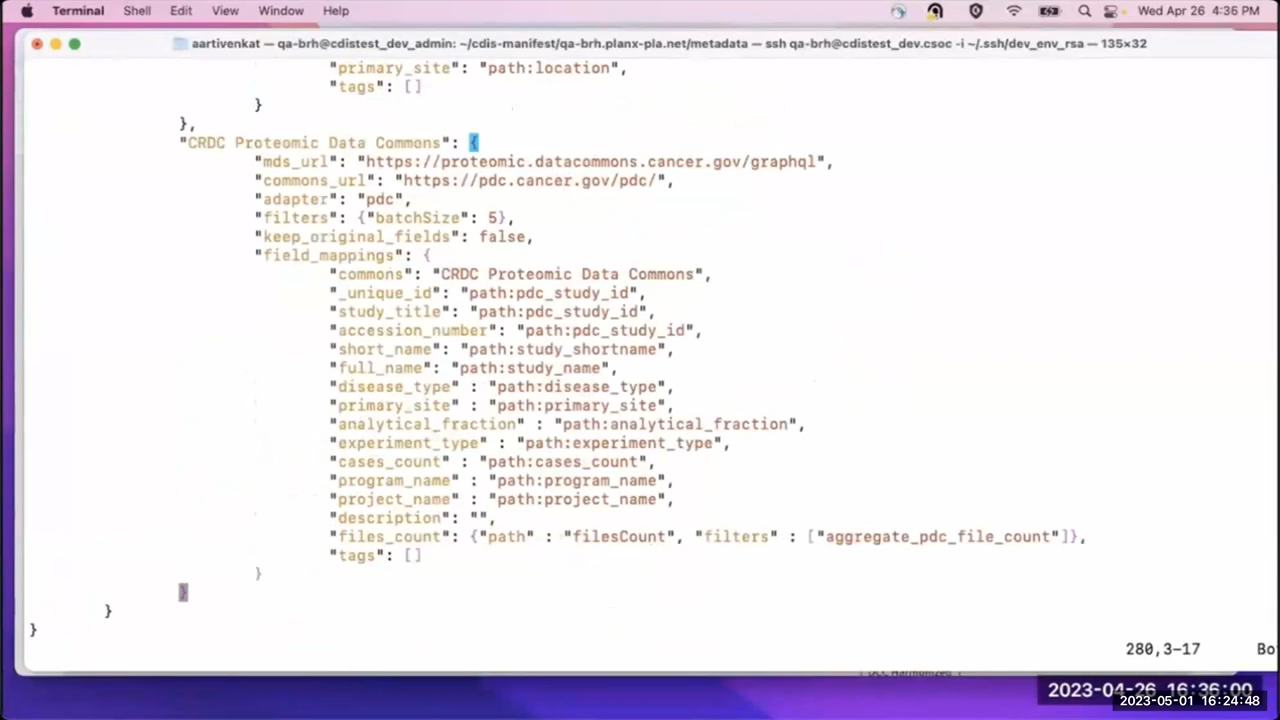 Terminal Shell Edit View Window Help Wed Apr 26 4:36 PM
aartivenkat — qa-brh@cdistest_dev_admin: ~/cdis-manifest/qa-brh.planx-pla.net/metadata — ssh qa-brh@cdistest_dev.csoc -i ~/.ssh/dev_env_rsa — 135×32
"primary_site": "path:location",
"tags": []
}
},
"CRDC Proteomic Data Commons": {
"mds_url": "https://proteomic.datacommons.cancer.gov/graphql",
"commons_url": "https://pdc.cancer.gov/pdc/",
"adapter": "pdc",
"filters": {"batchSize": 5},
"keep_original_fields": false,
"field_mappings": {
"commons": "CRDC Proteomic Data Commons",
"_unique_id": "path:pdc_study_id",
"study_title": "path:pdc_study_id",
"accession_number": "path:pdc_study_id",
"short_name": "path:study_shortname",
"full_name": "path:study_name",
"disease_type" : "path:disease_type",
"primary_site" : "path:primary_site",
"analytical_fraction" : "path:analytical_fraction",
"experiment_type" : "path:experiment_type",
"cases_count" : "path:cases_count",
"program_name" : "path:program_name",
"project_name" : "path:project_name",
"description": "",
"files_count": {"path" : "filesCount", "filters" : ["aggregate_pdc_file_count"]},
"tags": []
}
}
}
}
280,3-17 Bo
2023-04-26 16:36:00
2023-05-01 16:24:48